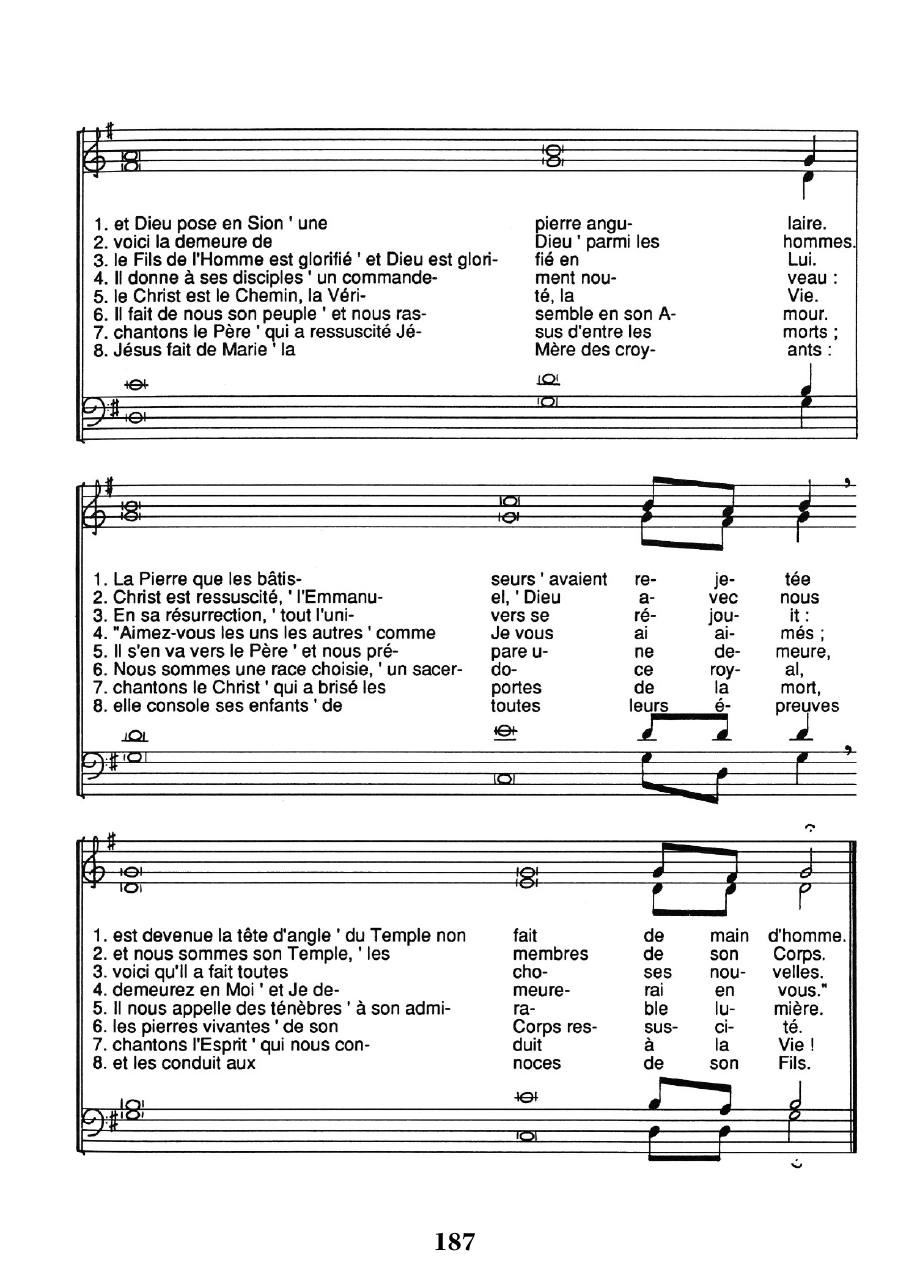 1. et Dieu pose en Sion ' une pierre angu- laire.
2. voici la demeure de Dieu ' parmi les hommes.
3. le Fils de l'Homme est glorifié ' et Dieu est glori- fié en Lui.
4. Il donne à ses disciples ' un commande- ment nou- veau :
5. le Christ est le Chemin, la Véri- té, la Vie.
6. Il fait de nous son peuple ' et nous ras- semble en son A- mour.
7. chantons le Père ' qui a ressuscité Jé- sus d'entre les morts ;
8. Jésus fait de Marie ' la Mère des croy- ants :
1. La Pierre que les bâtis- seurs ' avaient re- je- tée
2. Christ est ressuscité, ' l'Emmanu- el, ' Dieu a- vec nous
3. En sa résurrection, ' tout l'uni- vers se ré- jou- it :
4. "Aimez-vous les uns les autres ' comme Je vous ai ai- més ;
5. Il s'en va vers le Père ' et nous pré- pare u- ne de- meure,
6. Nous sommes une race choisie, ' un sacer- do- ce roy- al,
7. chantons le Christ ' qui a brisé les portes de la mort,
8. elle console ses enfants ' de toutes leurs é- preuves
1. est devenue la tête d'angle ' du Temple non fait de main d'homme.
2. et nous sommes son Temple, ' les membres de son Corps.
3. voici qu'Il a fait toutes cho- ses nou- velles.
4. demeurez en Moi ' et Je de- meure- rai en vous."
5. Il nous appelle des ténèbres ' à son admi- ra- ble lu- mière.
6. les pierres vivantes ' de son Corps res- sus- ci- té.
7. chantons l'Esprit ' qui nous con- duit à la Vie !
8. et les conduit aux noces de son Fils.
187